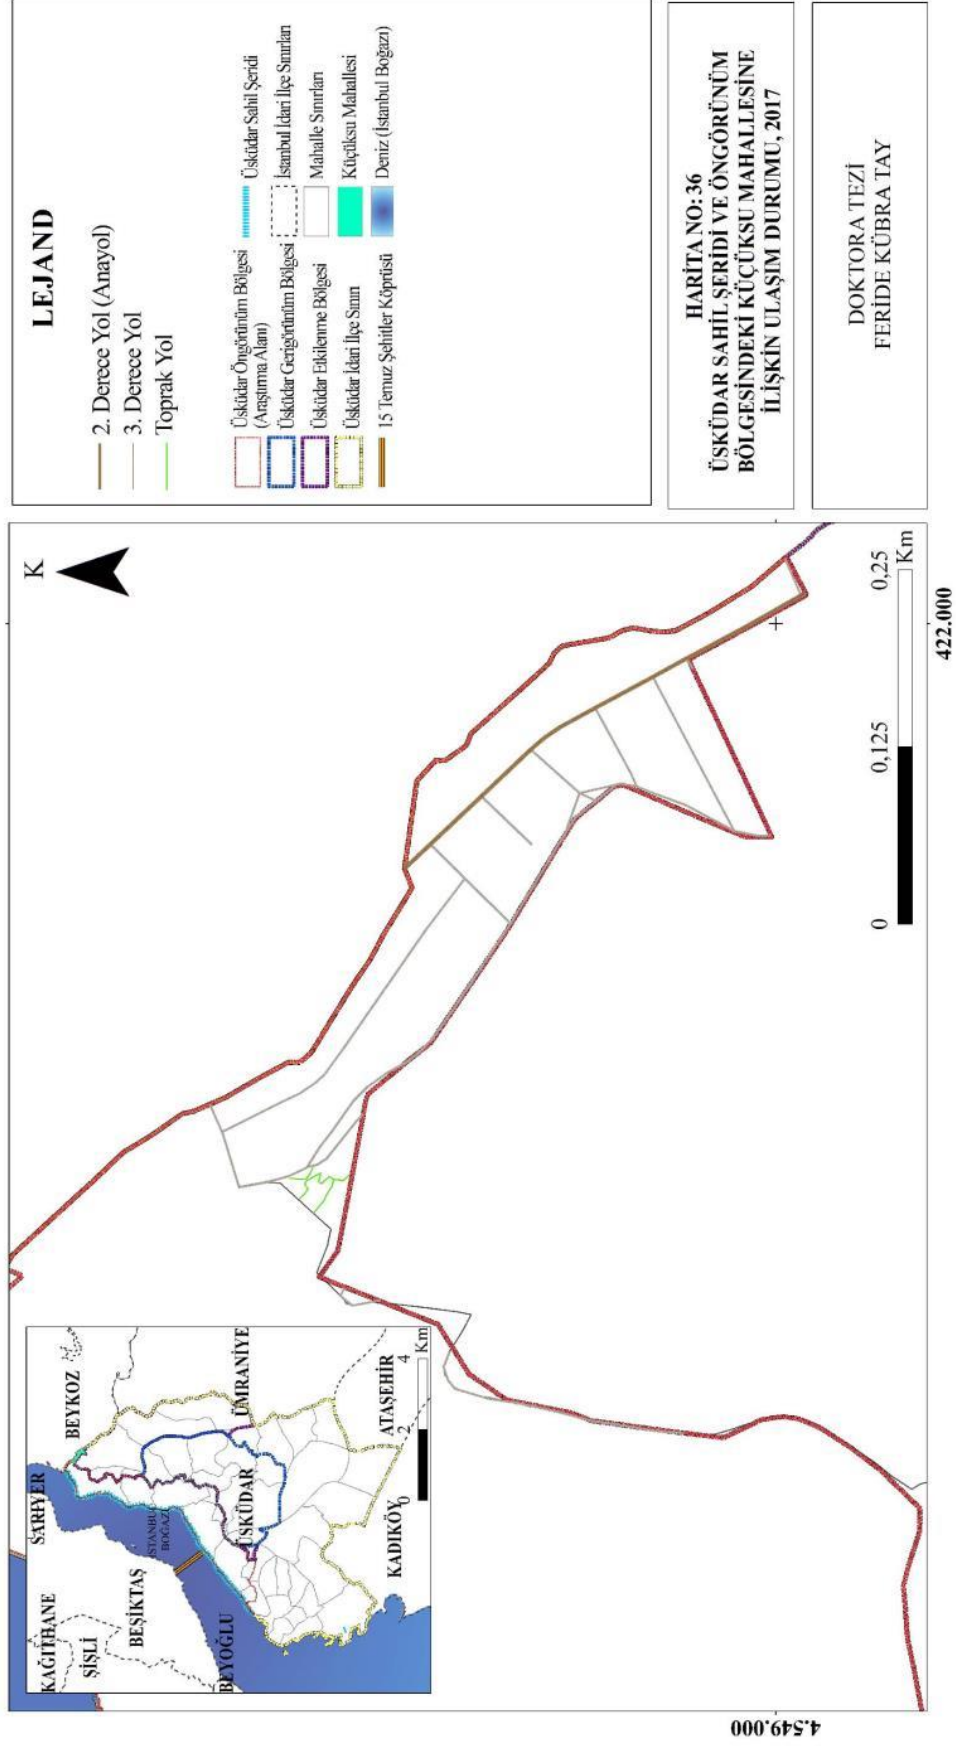 K
LEJAND
2. Derece Yol (Anayol)
3. Derece Yol
Toprak Yol
Üsküdar Öngörünüm Bölgesi
(Araştırma Alanı)
Üsküdar Gerigörünüm Bölgesi
Üsküdar Etkilenme Bölgesi
Üsküdar İdari İlçe Sınırı
15 Temuz Şehitler Köprüsü
Üsküdar Sahil Şeridi
İstanbul İdari İlçe Sınırları
Mahalle Sınırları
Küçüksu Mahallesi
Deniz (İstanbul Boğazı)
HARİTA NO: 36
ÜSKÜDAR SAHİL ŞERİDİ VE ÖNGÖRÜNÜM
BÖLGESİNDEKİ KÜÇÜKSU MAHALLESİNE
İLİŞKİN ULAŞIM DURUMU, 2017
DOKTORA TEZİ
FERİDE KÜBRA TAY
KAĞITHANE
SARIYER
BEYKOZ
ŞİŞLİ
BEŞİKTAŞ
İSTANBUL
BOĞAZI
BEYOĞLU
ÜSKÜDAR
ÜMRANİYE
KADIKÖY
ATAŞEHİR
0 2 4
Km
0 0,125 0,25
Km
4.549.000
422.000